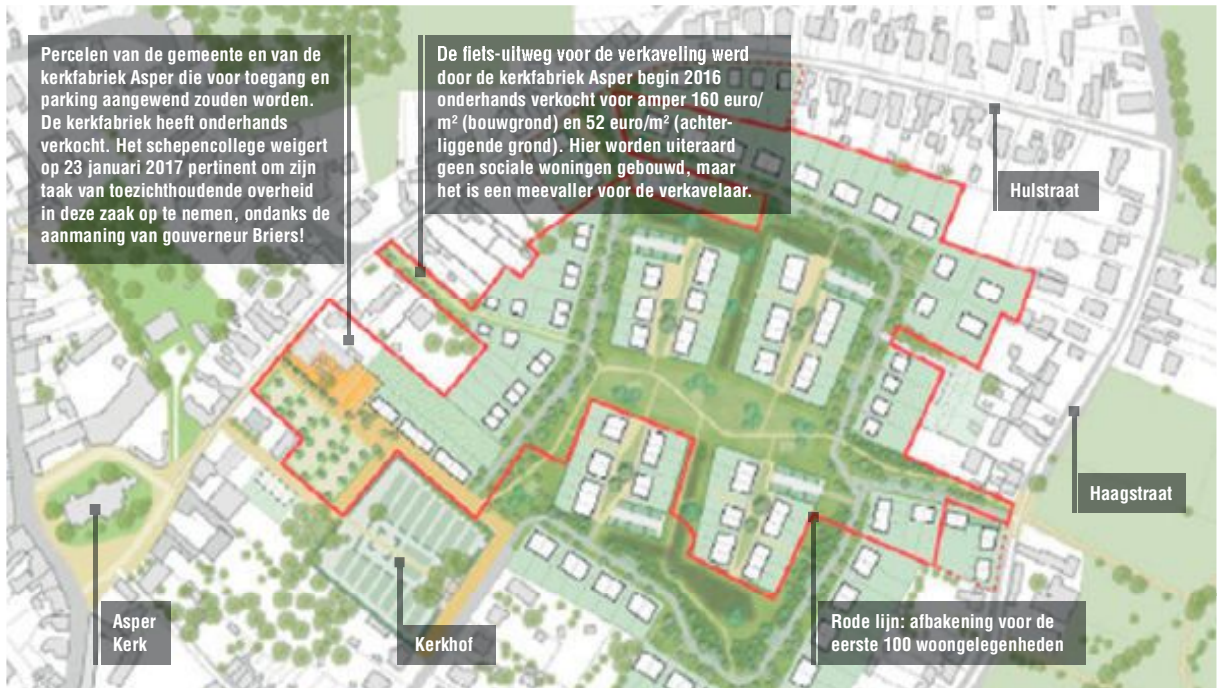 Percelen van de gemeente en van de
kerkfabriek Asper die voor toegang en
parking aangewend zouden worden.
De kerkfabriek heeft onderhands
verkocht. Het schepencollege weigert
op 23 januari 2017 pertinent om zijn
taak van toezichthoudende overheid
in deze zaak op te nemen, ondanks de
aanmaning van gouverneur Briers!
De fiets-uitweg voor de verkaveling werd
door de kerkfabriek Asper begin 2016
onderhands verkocht voor amper 160 euro/
m² (bouwgrond) en 52 euro/m² (achter-
liggende grond). Hier worden uiteraard
geen sociale woningen gebouwd, maar
het is een meevaller voor de verkavelaar.
Hulstraat
Haagstraat
Asper
Kerk
Kerkhof
Rode lijn: afbakening voor de
eerste 100 woongelegenheden